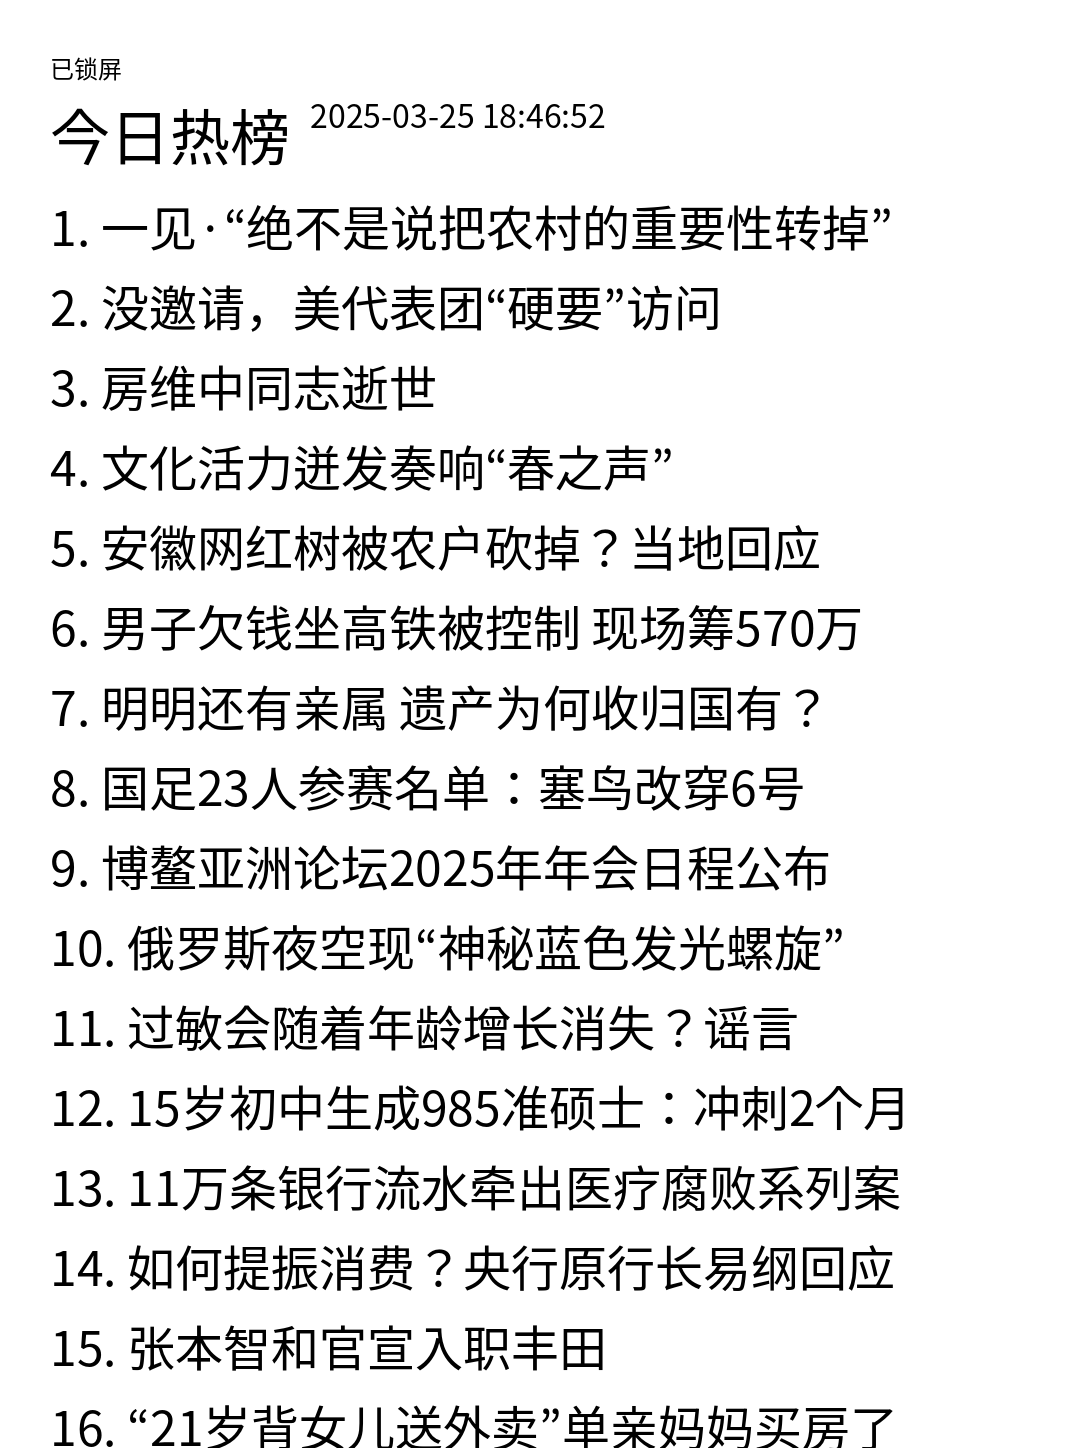 已锁屏
今日热榜 2025-03-25 18:46:52
1. 一见·“绝不是说把农村的重要性转掉”
2. 没邀请，美代表团“硬要”访问
3. 房维中同志逝世
4. 文化活力迸发奏响“春之声”
5. 安徽网红树被农户砍掉？当地回应
6. 男子欠钱坐高铁被控制 现场筹570万
7. 明明还有亲属 遗产为何收归国有？
8. 国足23人参赛名单：塞鸟改穿6号
9. 博鳌亚洲论坛2025年年会日程公布
10. 俄罗斯夜空现“神秘蓝色发光螺旋”
11. 过敏会随着年龄增长消失？谣言
12. 15岁初中生成985准硕士：冲刺2个月
13. 11万条银行流水牵出医疗腐败系列案
14. 如何提振消费？央行原行长易纲回应
15. 张本智和官宣入职丰田
16. “21岁背女儿送外卖”单亲妈妈买房了